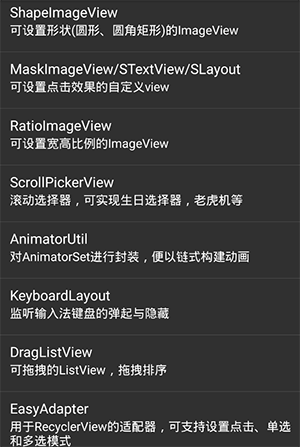 ShapeImageView
可设置形状(圆形、圆角矩形)的ImageView
MaskImageView/STextView/SLayout
可设置点击效果的自定义view
RatioImageView
可设置宽高比例的ImageView
ScrollPickerView
滚动选择器，可实现生日选择器，老虎机等
AnimatorUtil
对AnimatorSet进行封装，便以链式构建动画
KeyboardLayout
监听输入法键盘的弹起与隐藏
DragListView
可拖拽的ListView，拖拽排序
EasyAdapter
用于RecyclerView的适配器，可支持设置点击、单选
和多选模式